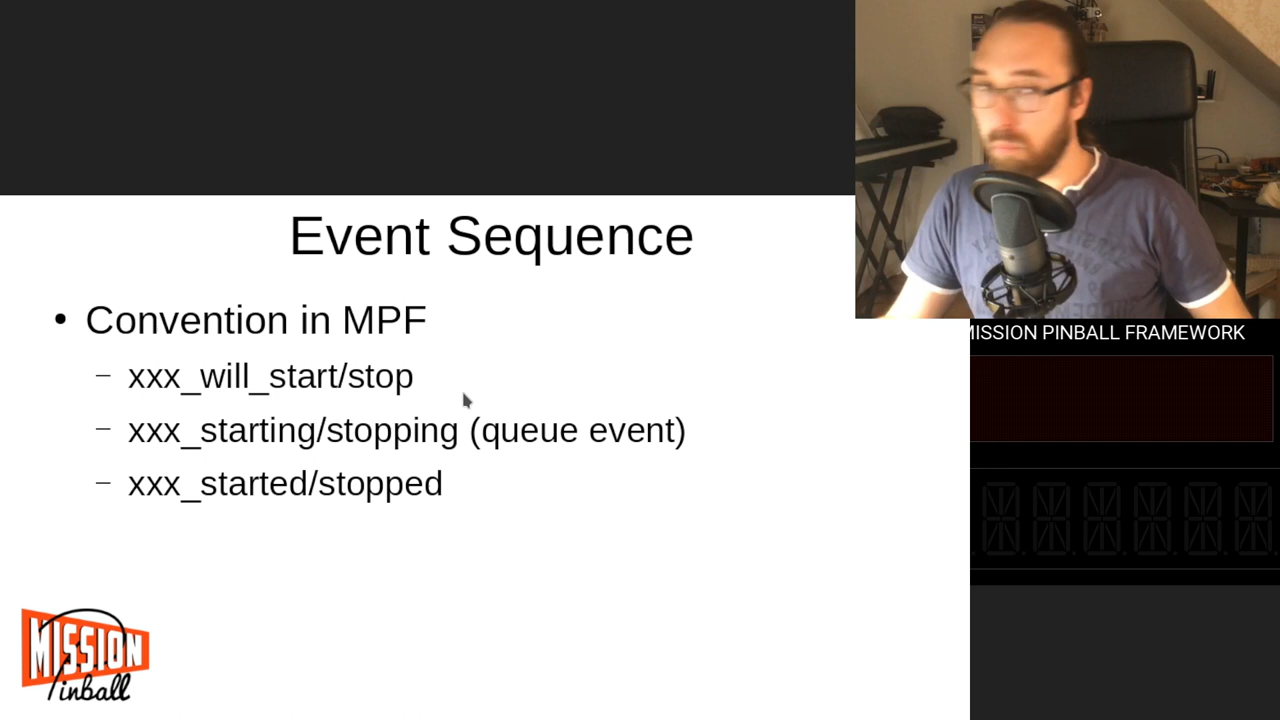 Event Sequence
• Convention in MPF
– xxx_will_start/stop
– xxx_starting/stopping (queue event)
– xxx_started/stopped
MISSION PINBALL FRAMEWORK
MISSION
Pinball